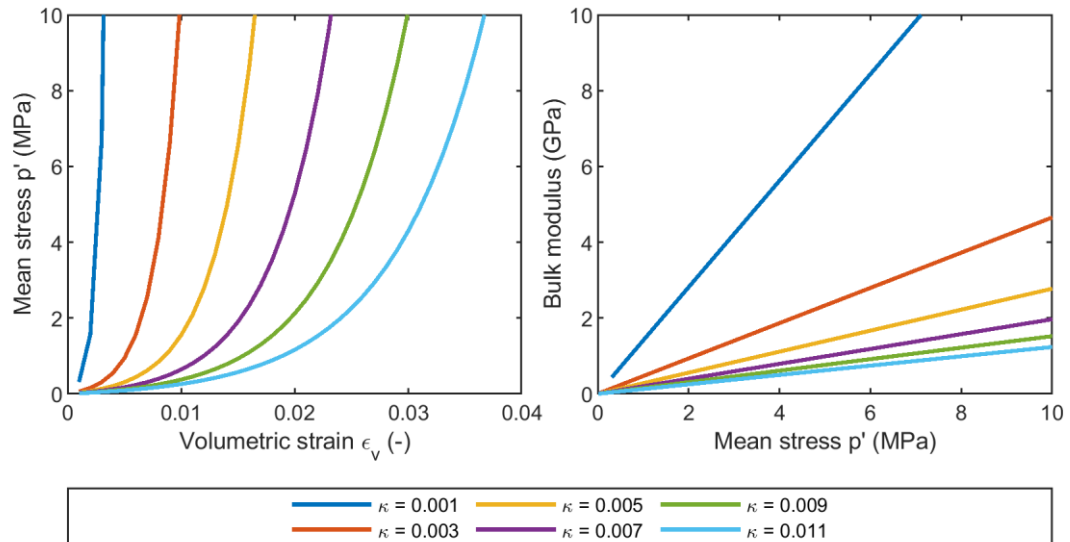 10
8
6
4
2
0
Mean stress p' (MPa)
0 0.01 0.02 0.03 0.04
Volumetric strain ϵv (-)
10
8
6
4
2
0
Bulk modulus (GPa)
0 2 4 6 8 10
Mean stress p' (MPa)
κ = 0.001 κ = 0.005 κ = 0.009
κ = 0.003 κ = 0.007 κ = 0.011